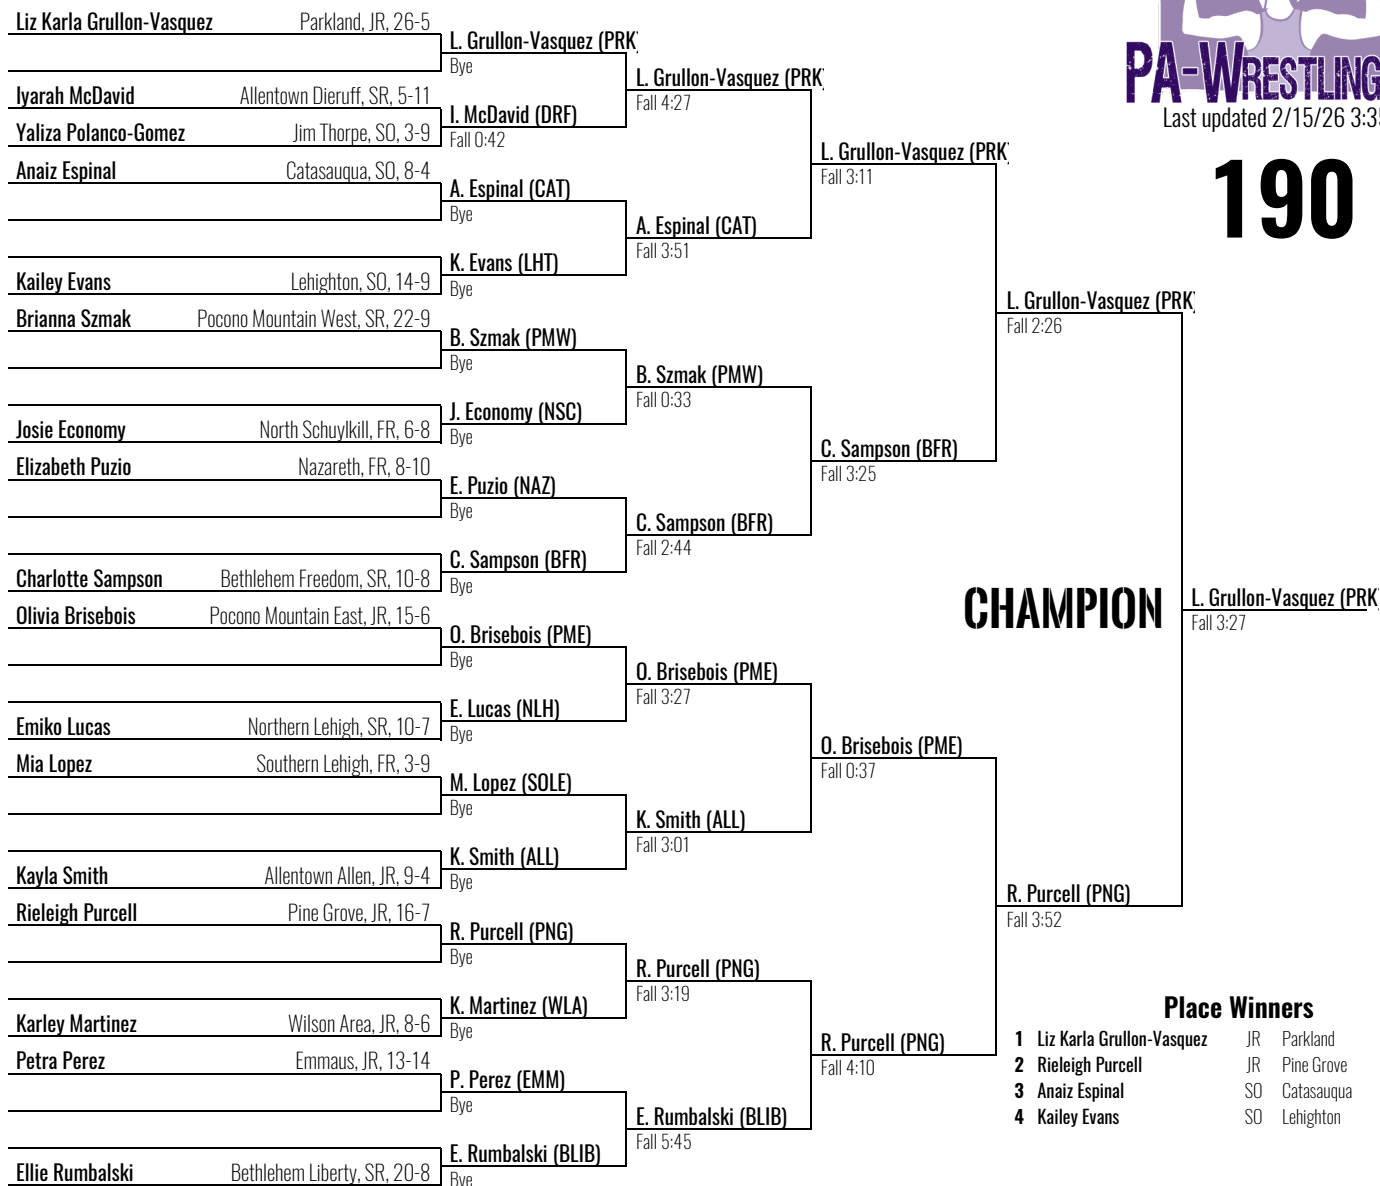 Liz Karla Grullon-Vasquez Parkland, JR, 26-5
Iyarah McDavid Allentown Dieruff, SR, 5-11
Yaliza Polanco-Gomez Jim Thorpe, SO, 3-9
Anaiz Espinal Catasauqua, SO, 8-4
Kailey Evans Lehighton, SO, 14-9
Brianna Szmak Pocono Mountain West, SR, 22-9
Josie Economy North Schuylkill, FR, 6-8
Elizabeth Puzio Nazareth, FR, 8-10
Charlotte Sampson Bethlehem Freedom, SR, 10-8
Olivia Brisebois Pocono Mountain East, JR, 15-6
Emiko Lucas Northern Lehigh, SR, 10-7
Mia Lopez Southern Lehigh, FR, 3-9
Kayla Smith Allentown Allen, JR, 9-4
Rieleigh Purcell Pine Grove, JR, 16-7
Karley Martinez Wilson Area, JR, 8-6
Petra Perez Emmaus, JR, 13-14
Ellie Rumbalski Bethlehem Liberty, SR, 20-8
L. Grullon-Vasquez (PRK)
Bye
I. McDavid (DRF)
Fall 0:42
A. Espinal (CAT)
Bye
K. Evans (LHT)
Bye
B. Szmak (PMW)
Bye
J. Economy (NSC)
Bye
E. Puzio (NAZ)
Bye
C. Sampson (BFR)
Bye
O. Brisebois (PME)
Bye
E. Lucas (NLH)
Bye
M. Lopez (SOLE)
Bye
K. Smith (ALL)
Bye
R. Purcell (PNG)
Bye
K. Martinez (WLA)
Bye
P. Perez (EMM)
Bye
E. Rumbalski (BLIB)
Bye
L. Grullon-Vasquez (PRK)
Fall 4:27
A. Espinal (CAT)
Fall 3:51
B. Szmak (PMW)
Fall 0:33
C. Sampson (BFR)
Fall 2:44
O. Brisebois (PME)
Fall 3:27
K. Smith (ALL)
Fall 3:01
R. Purcell (PNG)
Fall 3:19
E. Rumbalski (BLIB)
Fall 5:45
L. Grullon-Vasquez (PRK)
Fall 3:11
C. Sampson (BFR)
Fall 3:25
O. Brisebois (PME)
Fall 0:37
R. Purcell (PNG)
Fall 4:10
L. Grullon-Vasquez (PRK)
Fall 2:26
R. Purcell (PNG)
Fall 3:52
CHAMPION
L. Grullon-Vasquez (PRK)
Fall 3:27
PA-WRESTLING
Last updated 2/15/26 3:35
190
Place Winners
1 Liz Karla Grullon-Vasquez JR Parkland
2 Rieleigh Purcell JR Pine Grove
3 Anaiz Espinal SO Catasauqua
4 Kailey Evans SO Lehighton